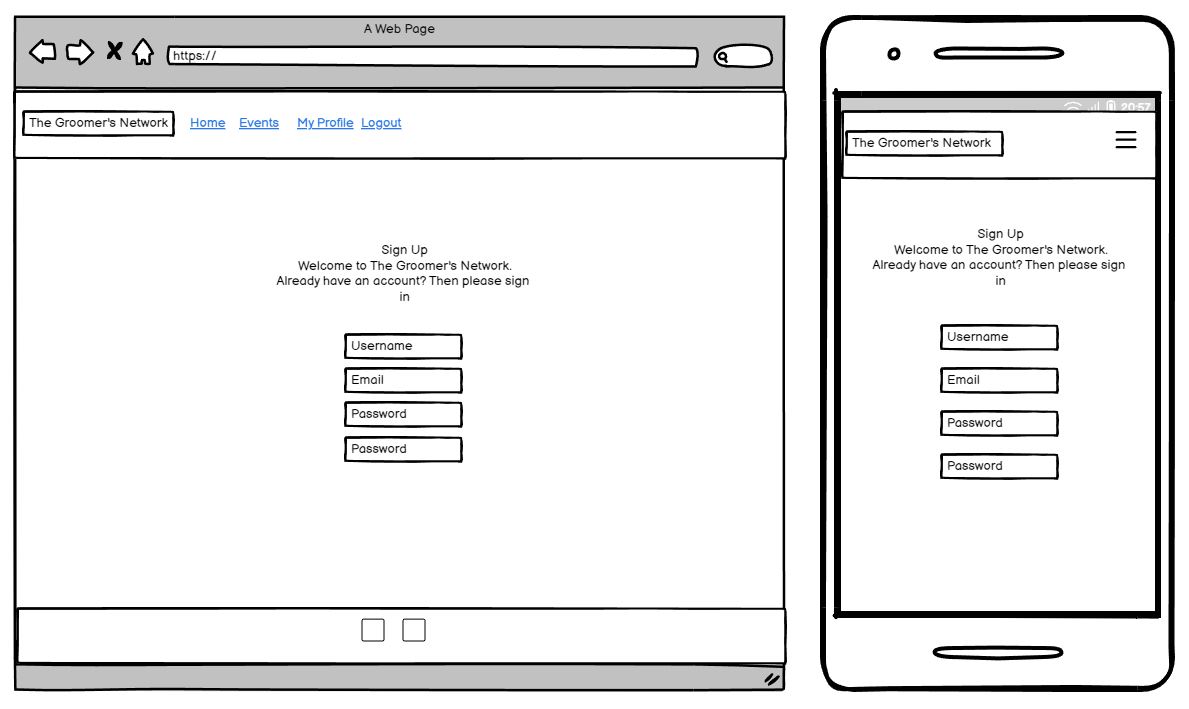 A Web Page
https://
The Groomer's Network
Home Events My Profile Logout
Sign Up
Welcome to The Groomer's Network.
Already have an account? Then please sign
in
Username
Email
Password
Password
20:57
The Groomer's Network
Sign Up
Welcome to The Groomer's Network.
Already have an account? Then please sign
in
Username
Email
Password
Password